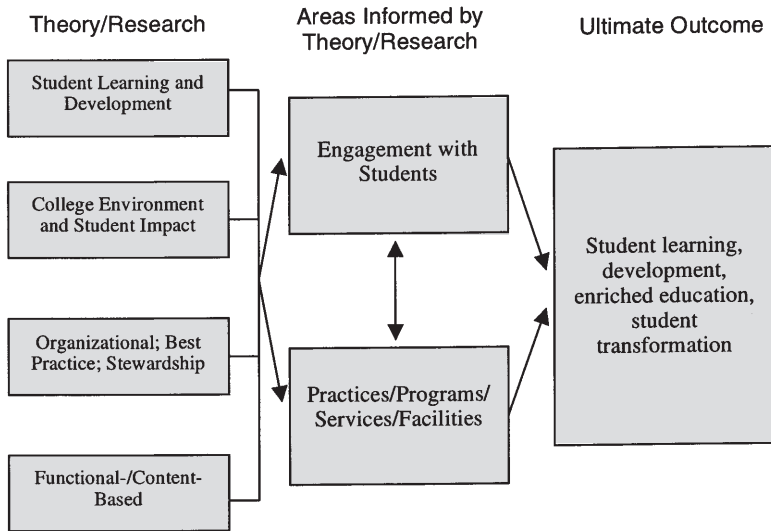 Theory/Research
Areas Informed by
Theory/Research
Ultimate Outcome
Student Learning and
Development
College Environment
and Student Impact
Organizational; Best
Practice; Stewardship
Functional-/Content-
Based
Engagement with
Students
Practices/Programs/
Services/Facilities
Student learning,
development,
enriched education,
student
transformation